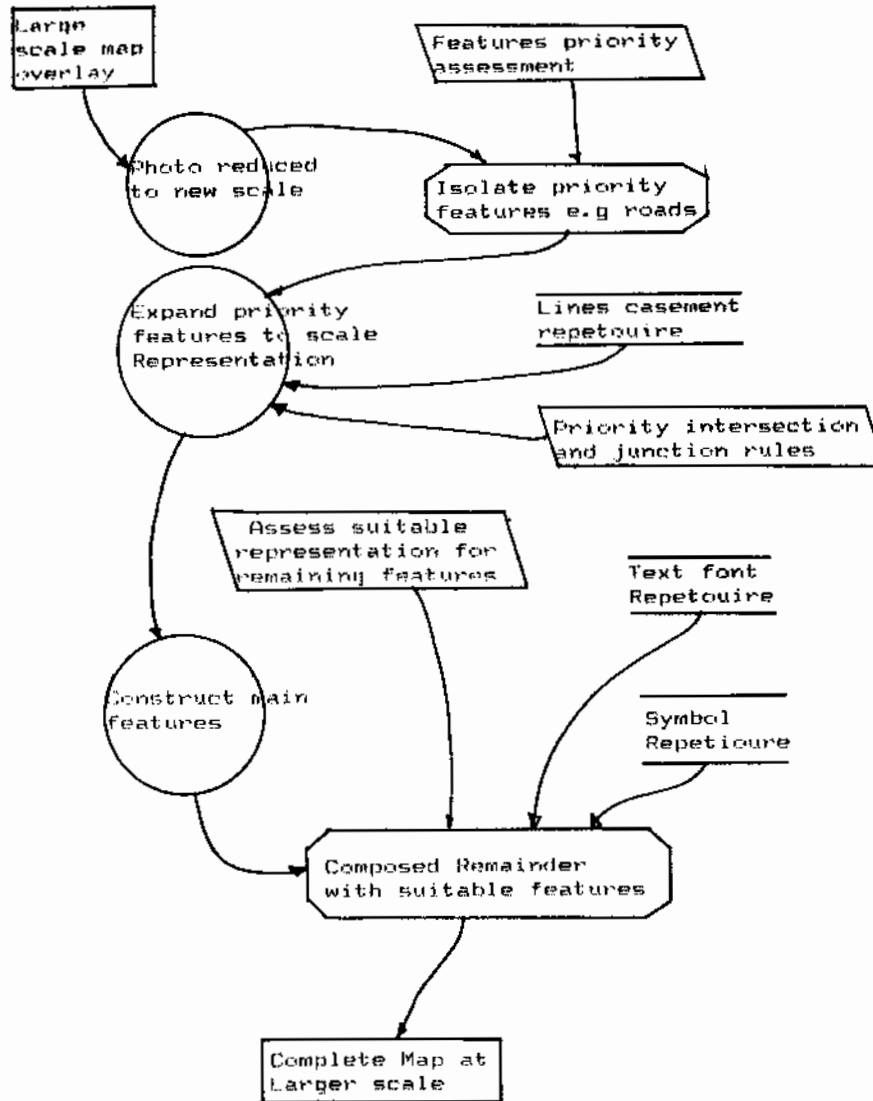 Large
scale map
overlay
Features priority
assessment
Photo reduced
to new scale
Isolate priority
features e.g roads
Expand priority
features to scale
Representation
Lines casement
repetouire
Priority intersection
and junction rules
Assess suitable
representation for
remaining features
Text font
Repetouire
Construct main
features
Symbol
Repetioure
Composed Remainder
with suitable features
Complete Map at
Larger scale